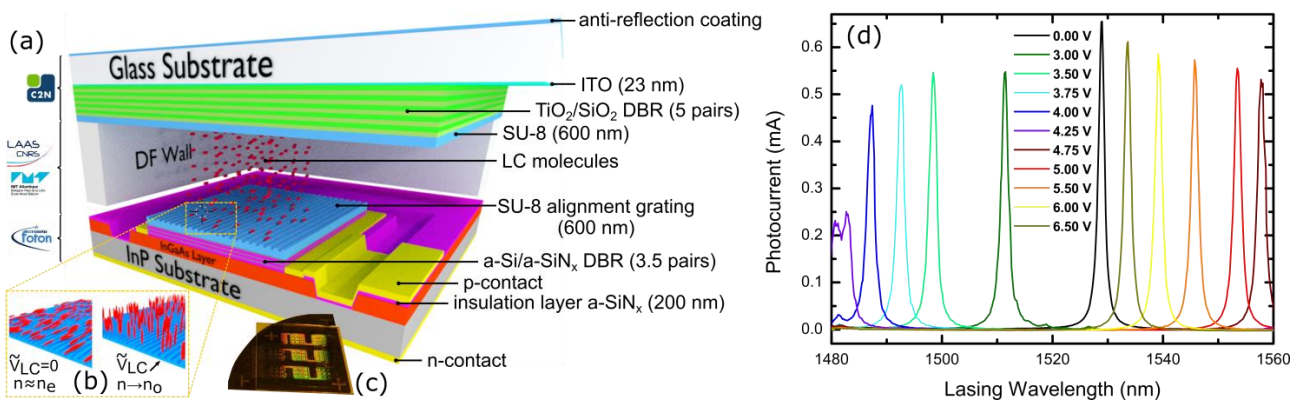 (a)
C2N
LAAS
CNRS
IMT Atlantique
foton
anti-reflection coating
Glass Substrate
ITO (23 nm)
TiO₂/SiO₂ DBR (5 pairs)
SU-8 (600 nm)
DF Wall
LC molecules
SU-8 alignment grating
(600 nm)
InGaAs Layer
InP Substrate
a-Si/a-SiNₓ DBR (3.5 pairs)
p-contact
insulation layer a-SiNₓ (200 nm)
n-contact
ṼLC=0
n≈nₑ
(b)
ṼLC↗
n→nₒ
(c)
(d)
Photocurrent (mA)
0.6
0.5
0.4
0.3
0.2
0.1
0.0
0.00 V
3.00 V
3.50 V
3.75 V
4.00 V
4.25 V
4.75 V
5.00 V
5.50 V
6.00 V
6.50 V
1480
1500
1520
1540
1560
Lasing Wavelength (nm)